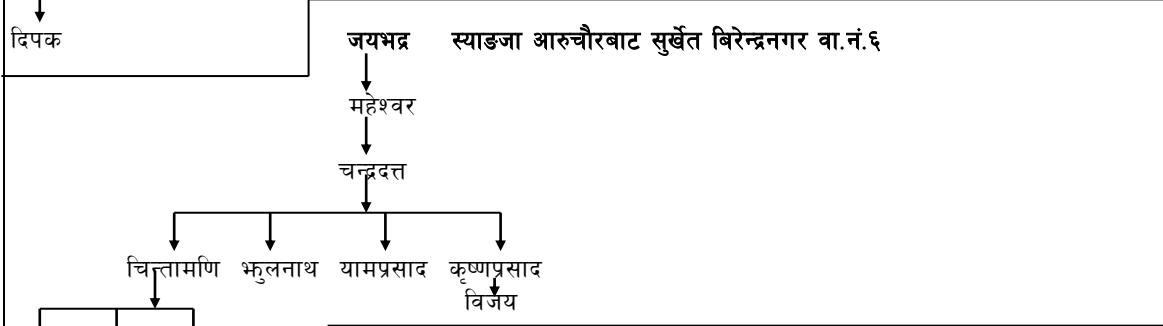 दिपक
जयभद्र स्याङजा आरुचौरबाट सुर्खेत बिरेन्द्रनगर वा.नं.६
महेश्वर
चन्द्रदत्त
चिन्तामणि झुलनाथ यामप्रसाद कृष्णप्रसाद
विजय